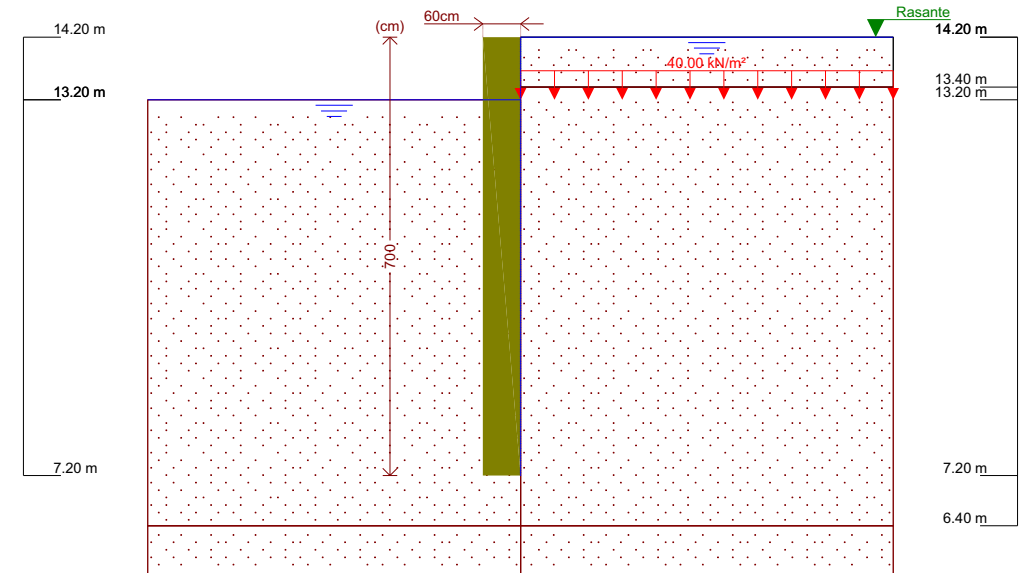 60cm
Rasante
14.20 m
(cm)
14.20 m
40.00 kN/m²
13.40 m
13.20 m
13.20 m
700
7.20 m
7.20 m
6.40 m